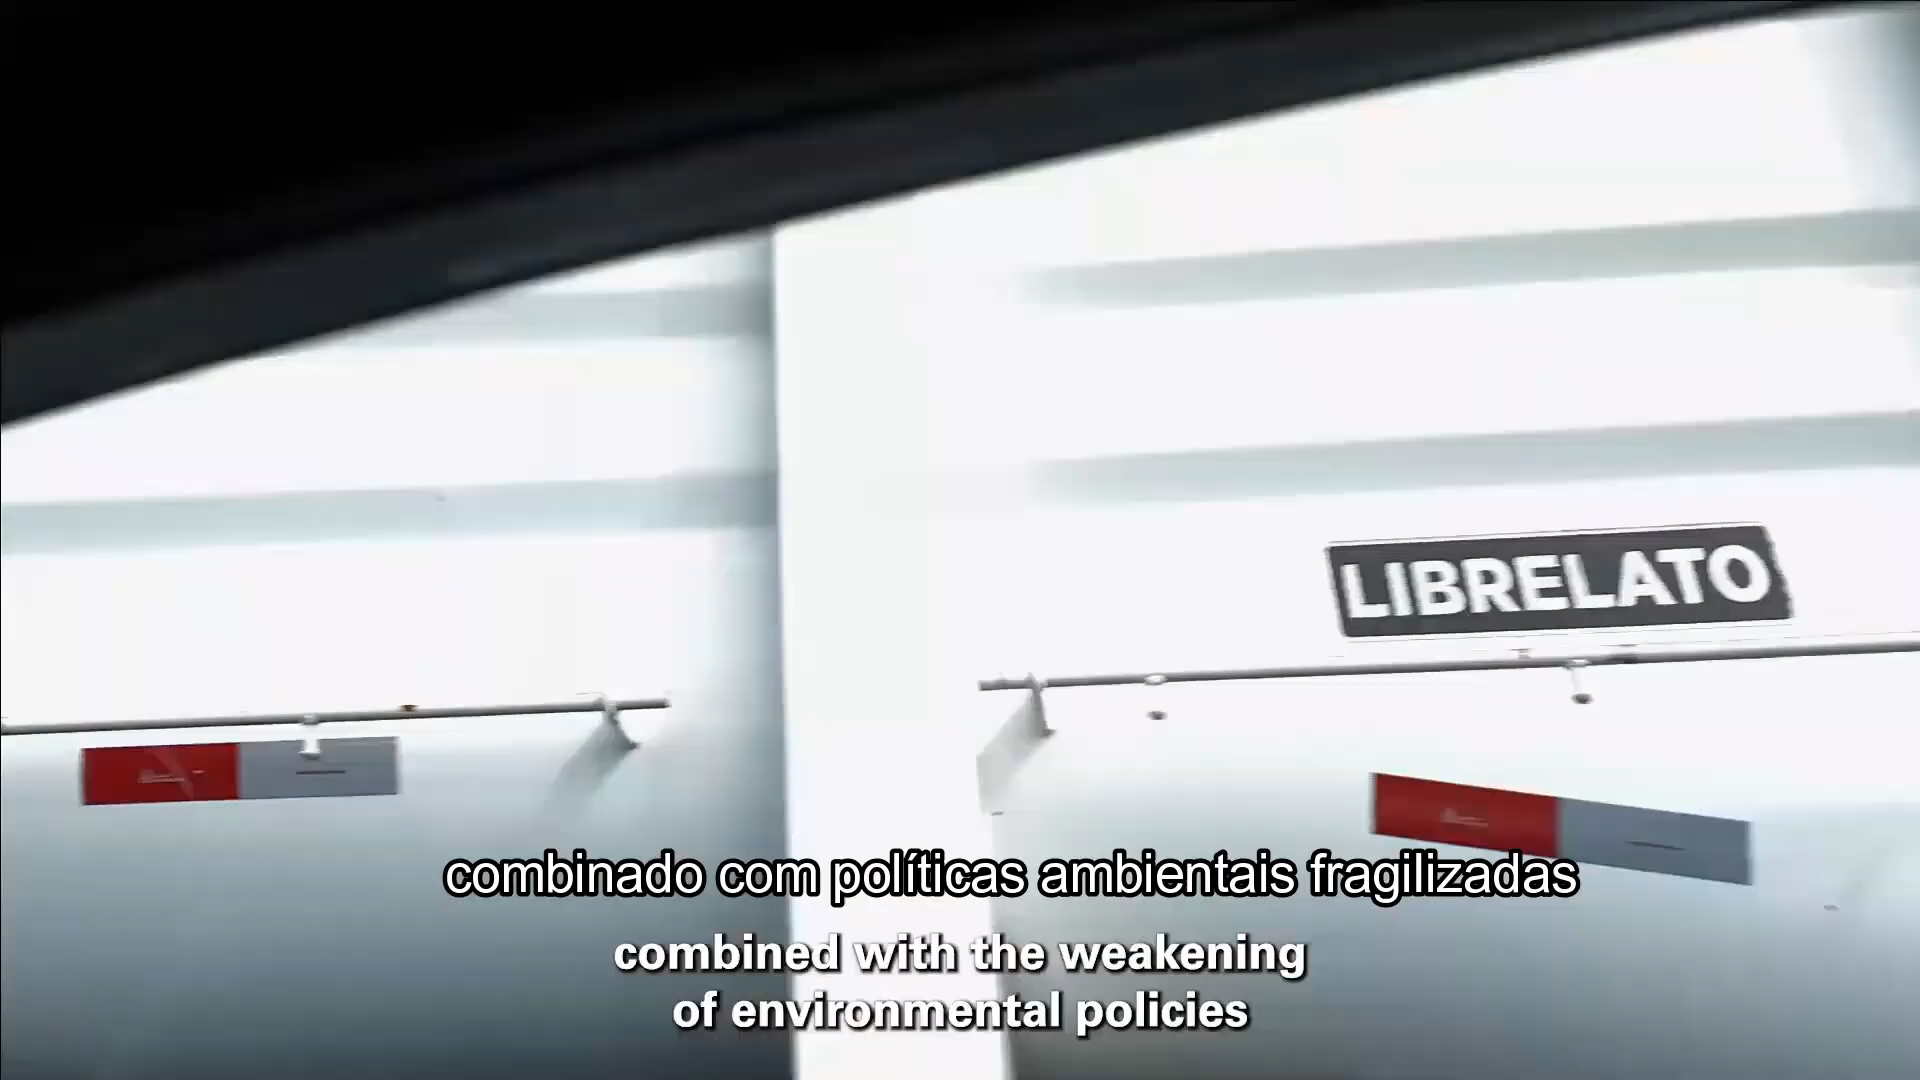 LIBRELATO
combinado com políticas ambientais fragilizadas
combined with the weakening
of environmental policies